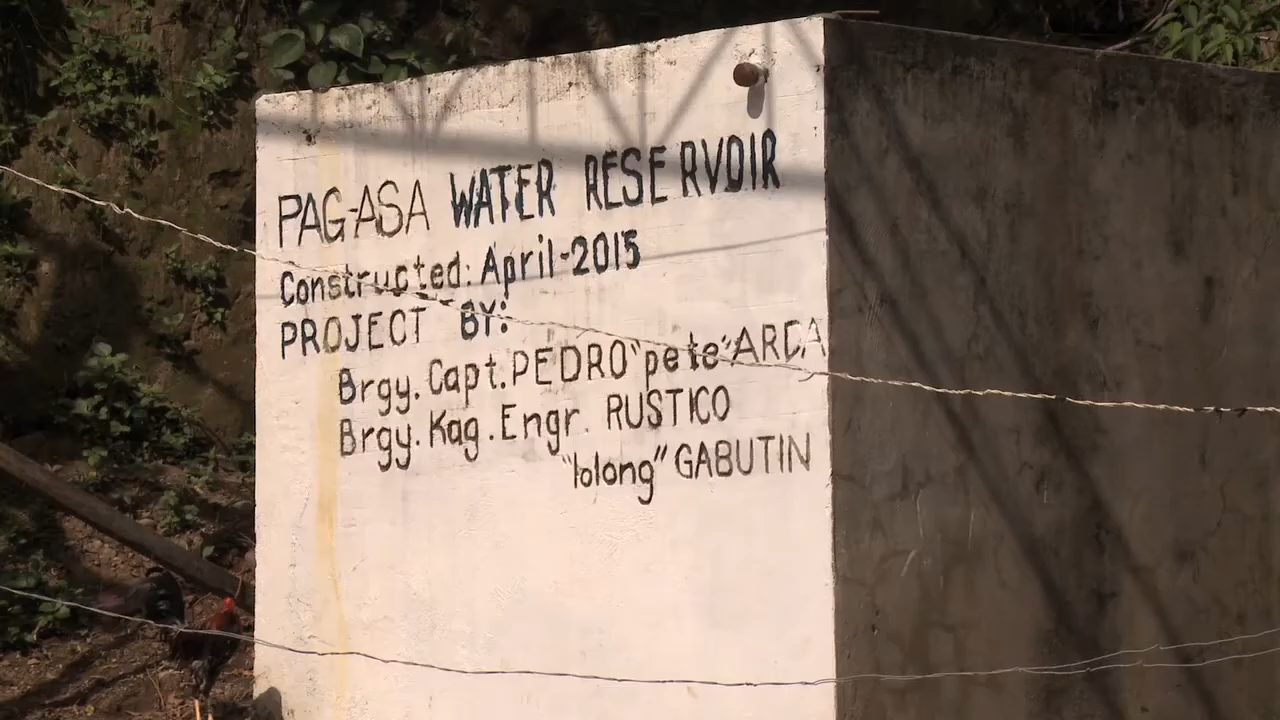 PAG-ASA WATER RESERVOIR
Constructed: April-2015
PROJECT BY:
Brgy. Capt. PEDRO "pete" ARCA
Brgy. Kag. Engr. RUSTICO
"lolong" GABUTIN